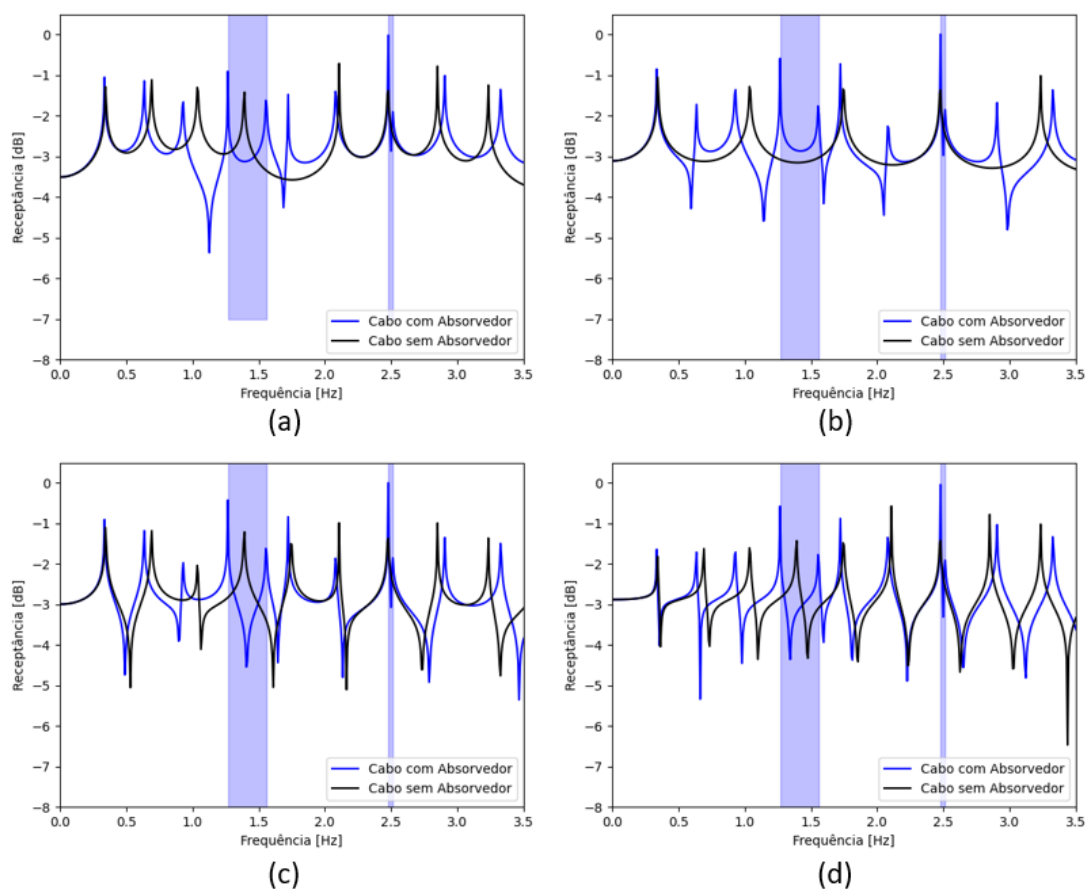 Receptância [dB]
0
−1
−2
−3
−4
−5
−6
−7
−8
0.0 0.5 1.0 1.5 2.0 2.5 3.0 3.5
Frequência [Hz]
Cabo com Absorvedor
Cabo sem Absorvedor
(a)
Receptância [dB]
0
−1
−2
−3
−4
−5
−6
−7
−8
0.0 0.5 1.0 1.5 2.0 2.5 3.0 3.5
Frequência [Hz]
Cabo com Absorvedor
Cabo sem Absorvedor
(b)
Receptância [dB]
0
−1
−2
−3
−4
−5
−6
−7
−8
0.0 0.5 1.0 1.5 2.0 2.5 3.0 3.5
Frequência [Hz]
Cabo com Absorvedor
Cabo sem Absorvedor
(c)
Receptância [dB]
0
−1
−2
−3
−4
−5
−6
−7
−8
0.0 0.5 1.0 1.5 2.0 2.5 3.0 3.5
Frequência [Hz]
Cabo com Absorvedor
Cabo sem Absorvedor
(d)